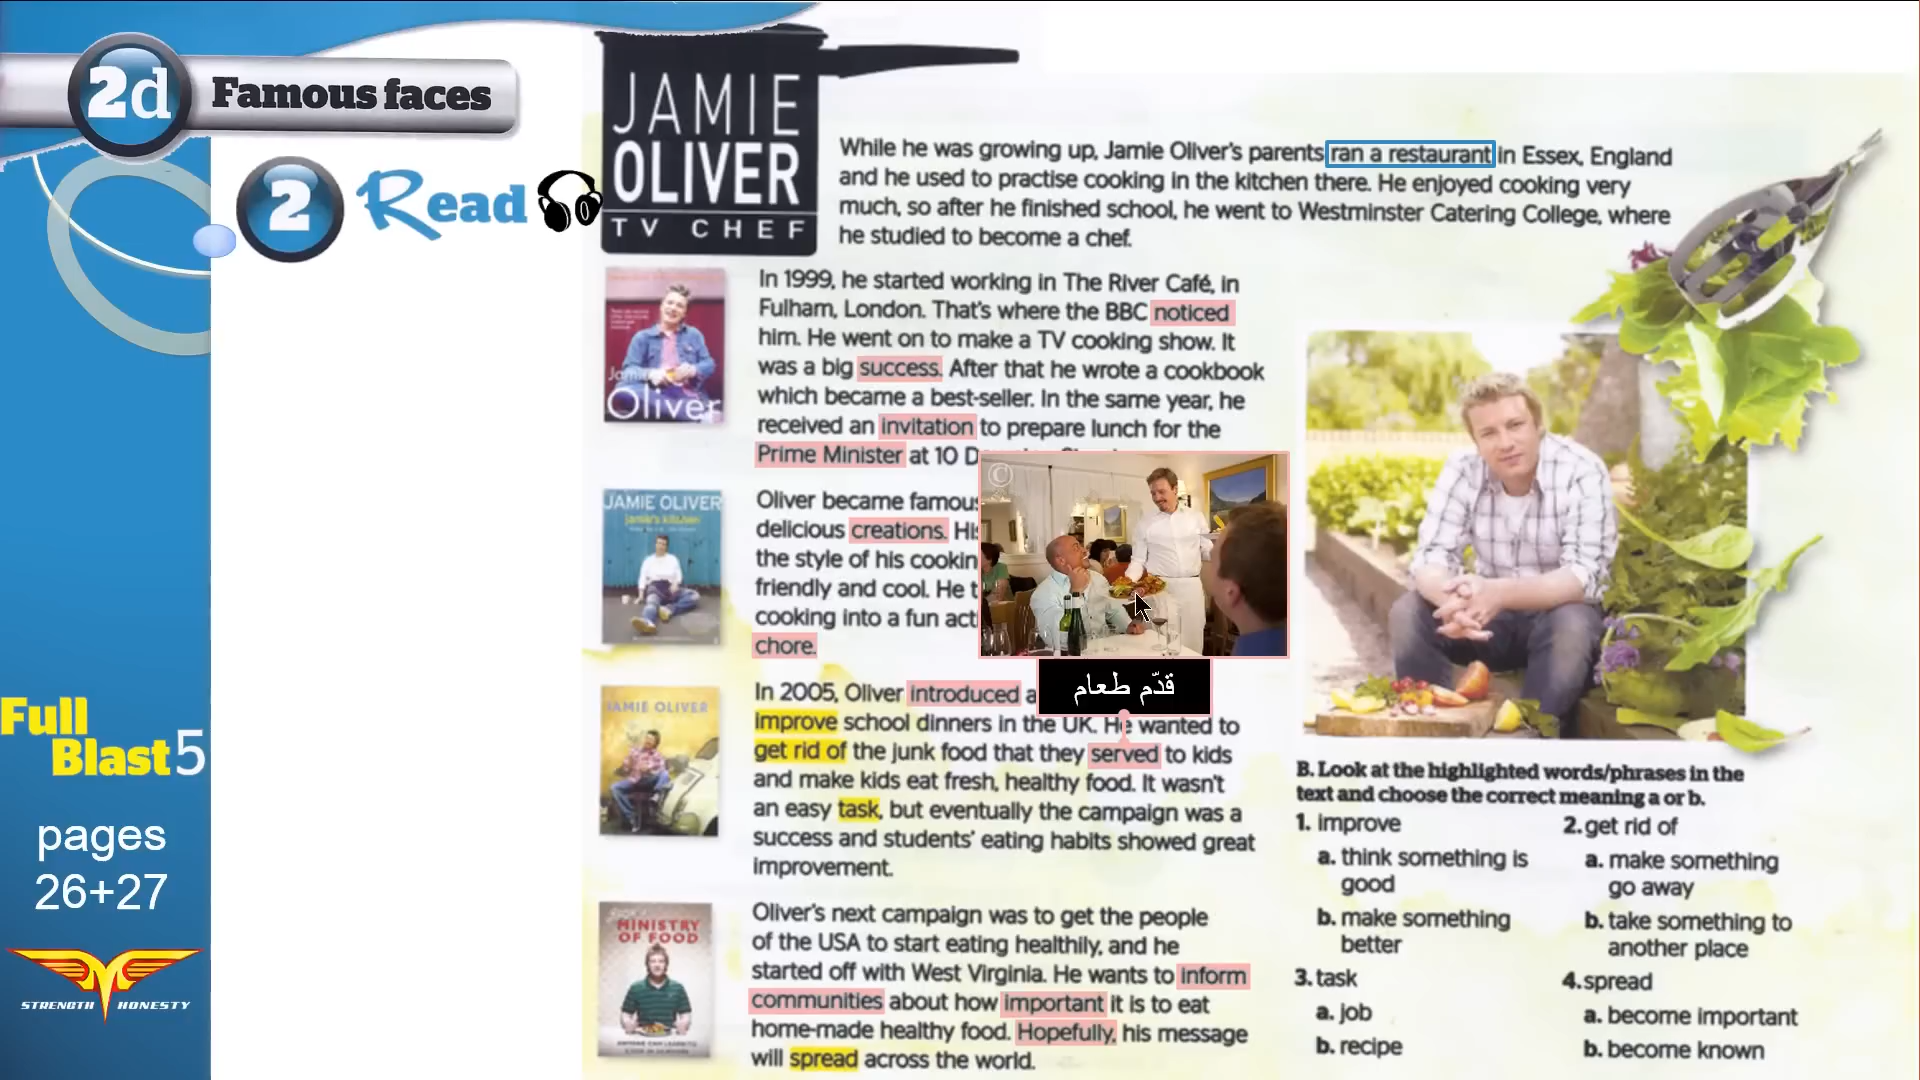 2d Famous faces
2 Read
JAMIE
OLIVER
TV CHEF
While he was growing up, Jamie Oliver's parents ran a restaurant in Essex, England
and he used to practise cooking in the kitchen there. He enjoyed cooking very
much, so after he finished school, he went to Westminster Catering College, where
he studied to become a chef.
In 1999, he started working in The River Café, in
Fulham, London. That's where the BBC noticed
him. He went on to make a TV cooking show. It
was a big success. After that he wrote a cookbook
which became a best-seller. In the same year, he
received an invitation to prepare lunch for the
Prime Minister at 10
Jamie
Oliver
Oliver became famous
delicious creations. His
the style of his cooking
friendly and cool. He
cooking into a fun
chore.
JAMIE OLIVER
jamie's kitchen
©
قدّم طعام
In 2005, Oliver introduced a
improve school dinners in the UK. He wanted to
get rid of the junk food that they served to kids
and make kids eat fresh, healthy food. It wasn't
an easy task, but eventually the campaign was a
success and students' eating habits showed great
improvement.
JAMIE OLIVER
Oliver's next campaign was to get the people
of the USA to start eating healthily, and he
started off with West Virginia. He wants to inform
communities about how important it is to eat
home-made healthy food. Hopefully, his message
will spread across the world.
MINISTRY
OF FOOD
B. Look at the highlighted words/phrases in the
text and choose the correct meaning a or b.
1. improve
a. think something is
good
b. make something
better
2. get rid of
a. make something
go away
b. take something to
another place
3. task
a. job
b. recipe
4. spread
a. become important
b. become known
Full
Blast 5
pages
26+27
STRENGTH HONESTY